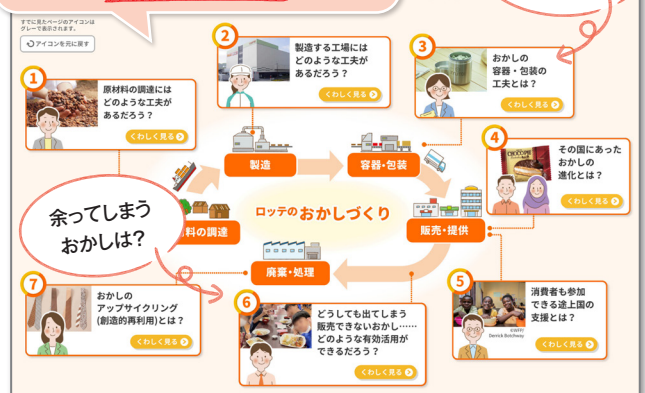 すでに見たページのアイコンは
グレーで表示されます。
アイコンを元に戻す
1
原材料の調達には
どのような工夫が
あるだろう？
くわしく見る
2
製造する工場には
どのような工夫が
あるだろう？
くわしく見る
3
おかしの
容器・包装の
工夫とは？
くわしく見る
4
CHOCOPIE
その国にあった
おかしの
進化とは？
くわしく見る
製造
容器・包装
ロッテのおかしづくり
料の調達
販売・提供
廃棄・処理
余ってしまう
おかしは？
7
おかしの
アップサイクリング
(創造的再利用)とは？
くわしく見る
6
どうしても出てしまう
販売できないおかし……
どのような有効活用が
できるだろう？
くわしく見る
5
消費者も参加
できる途上国の
支援とは？
©WFP/
Derrick Botchway
くわしく見る